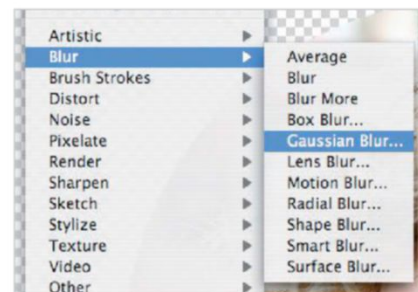 Artistic
Blur
Brush Strokes
Distort
Noise
Pixelate
Render
Sharpen
Sketch
Stylize
Texture
Video
Other
Average
Blur
Blur More
Box Blur...
Gaussian Blur...
Lens Blur...
Motion Blur...
Radial Blur...
Shape Blur...
Smart Blur...
Surface Blur...